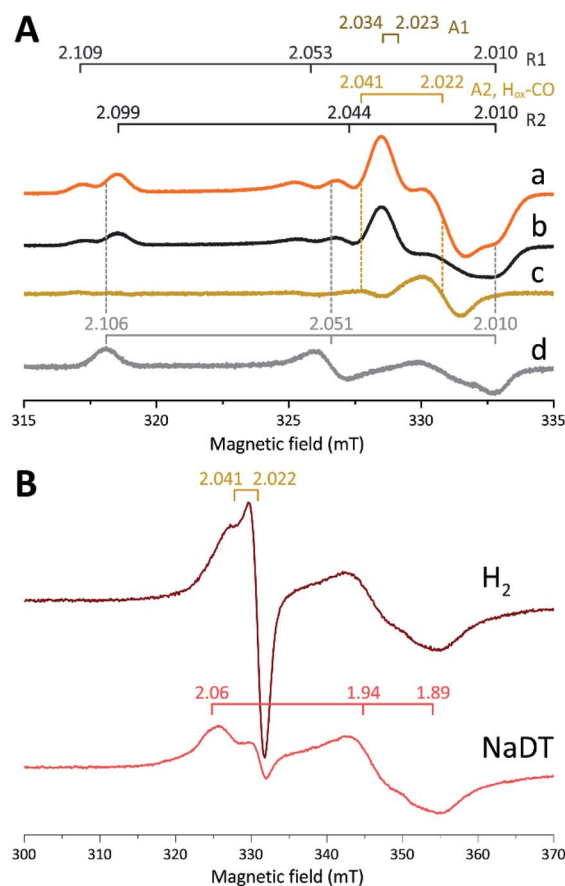 A
2.034 2.023 A1
2.109 2.053 2.010 R1
2.041 2.022 A2, Hox-CO
2.099 2.044 2.010 R2
a
b
c
2.106 2.051 2.010 d
315 320 325 330 335
Magnetic field (mT)
B
2.041 2.022
H2
2.06 1.94 1.89
NaDT
300 310 320 330 340 350 360 370
Magnetic field (mT)